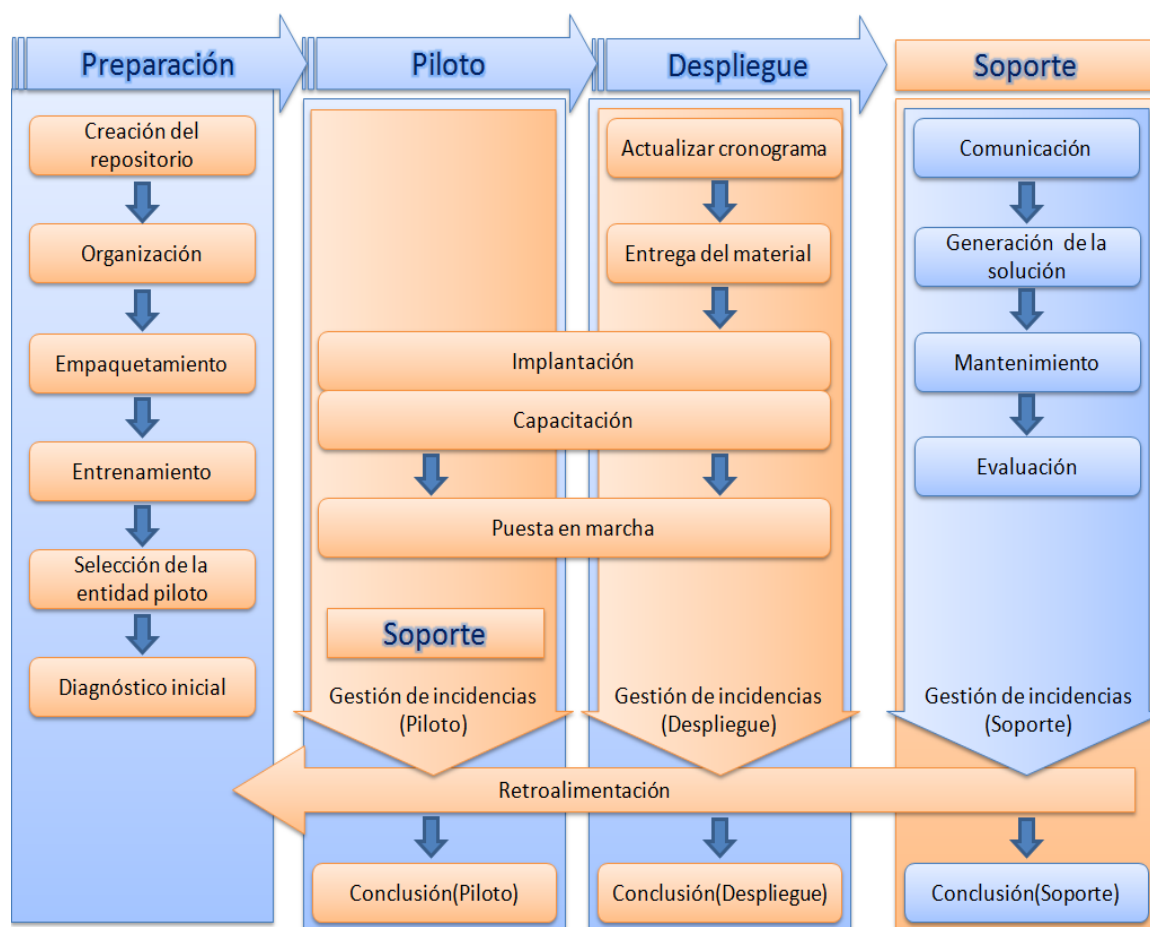 Preparación
Piloto
Despliegue
Soporte
Creación del
repositorio
Organización
Empaquetamiento
Entrenamiento
Selección de la
entidad piloto
Diagnóstico inicial
Actualizar cronograma
Entrega del material
Implantación
Capacitación
Puesta en marcha
Soporte
Gestión de incidencias
(Piloto)
Gestión de incidencias
(Despliegue)
Comunicación
Generación de la
solución
Mantenimiento
Evaluación
Gestión de incidencias
(Soporte)
Retroalimentación
Conclusión(Piloto)
Conclusión(Despliegue)
Conclusión(Soporte)